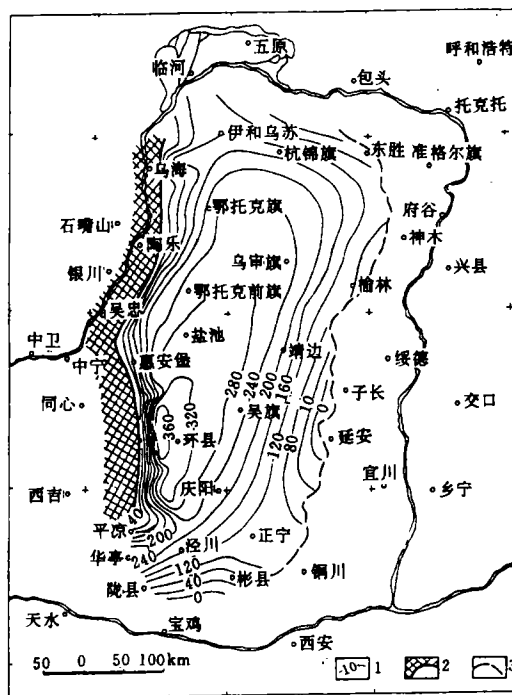 五原
呼和浩特
临河
包头
托克托
伊和乌苏
杭锦旗
东胜
准格尔旗
乌海
鄂托克旗
府谷
石嘴山
神木
陶乐
乌审旗
兴县
银川
鄂托克前旗
榆林
吴忠
盐池
中卫
中宁
惠安堡
靖边
绥德
280
240
200
160
10
0
子长
同心
360
320
吴旗
交口
环县
120
80
延安
宜川
西吉
庆阳
乡宁
40
平凉
200
正宁
华亭
240
泾川
120
铜川
陇县
40
彬县
0
天水
宝鸡
西安
50 0 50 100 km
-10- 1 2 3